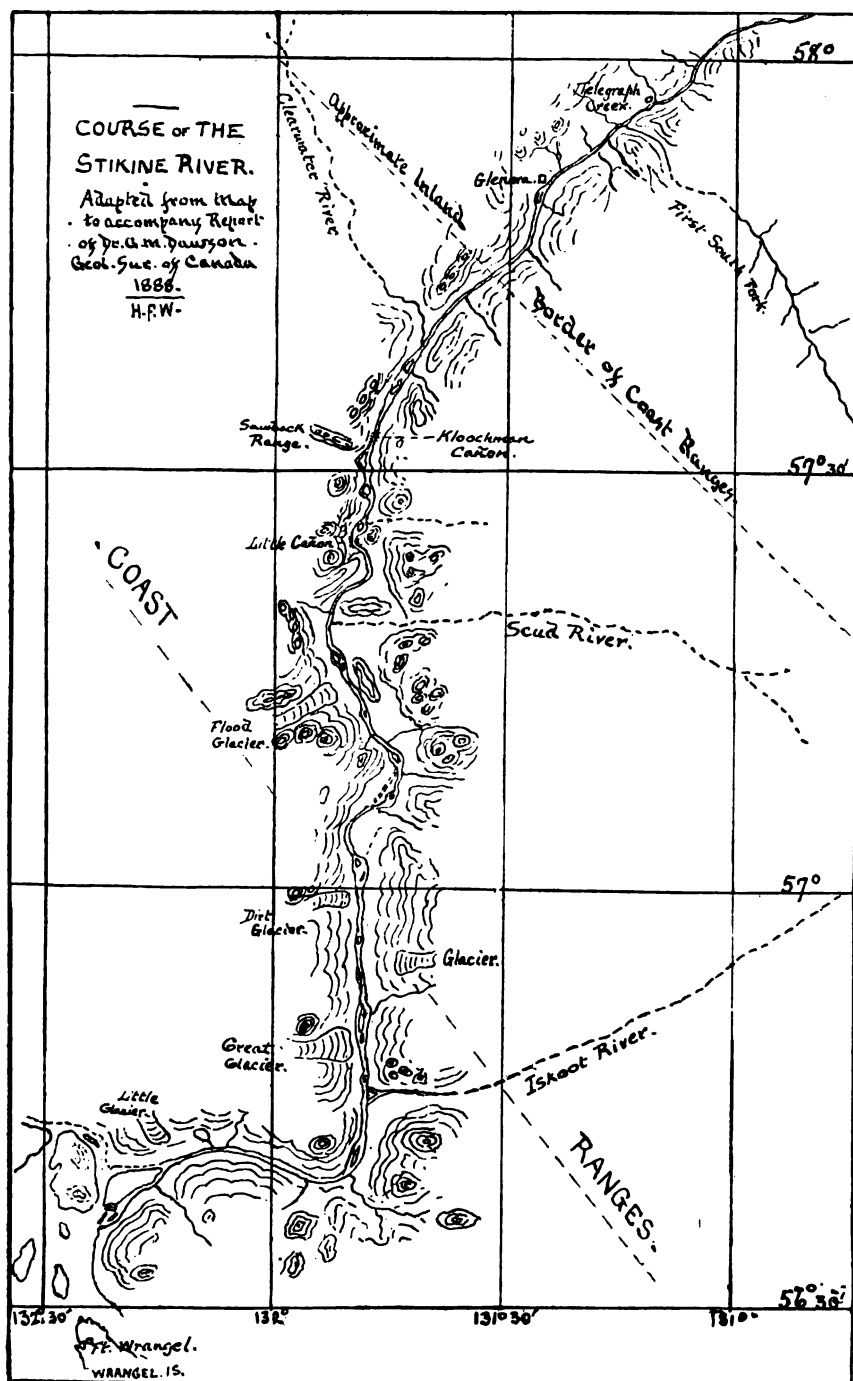 COURSE OF THE
STIKINE RIVER.
Adapted from Map
to accompany Report
of Dr. G.M. Dawson.
Geol. Sur. of Canada
1888.
H.F.W.
58°
Telegraph
Creek.
Clearwater River
Approximate Inland
Glenora.
First South Fork.
Border of Coast Ranges.
Sawback
Range.
Kloochman
Cañon.
57° 30'
Little Cañon
COAST
Scud River.
Flood
Glacier.
57°
Dirt
Glacier.
Glacier.
Great
Glacier.
Iskoot River.
Little
Glacier.
RANGES.
56° 30'
132° 30'
132°
131° 30'
131°
Ft. Wrangel.
WRANGEL. IS.